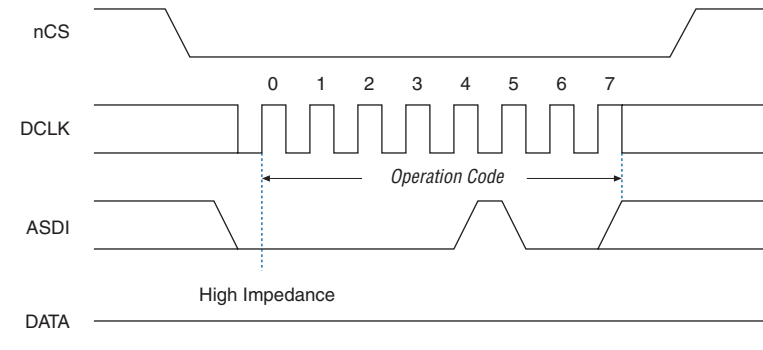 nCS
0 1 2 3 4 5 6 7
DCLK
Operation Code
ASDI
High Impedance
DATA